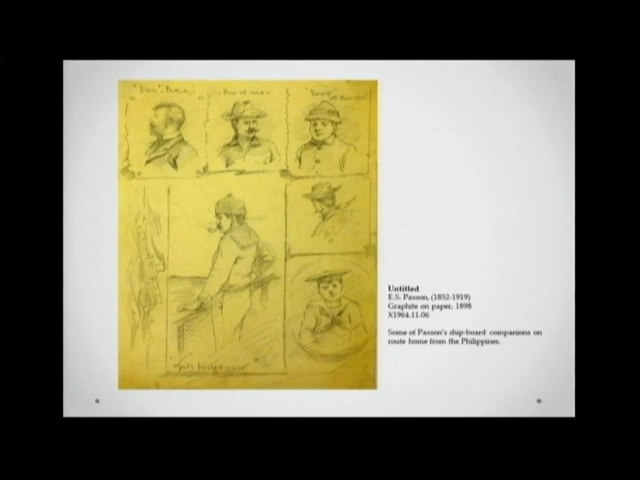 Untitled
E.S. Paxson, (1852-1919)
Graphite on paper, 1898
X1964.11.06
Some of Paxson's ship-board companions on
route home from the Philippines.